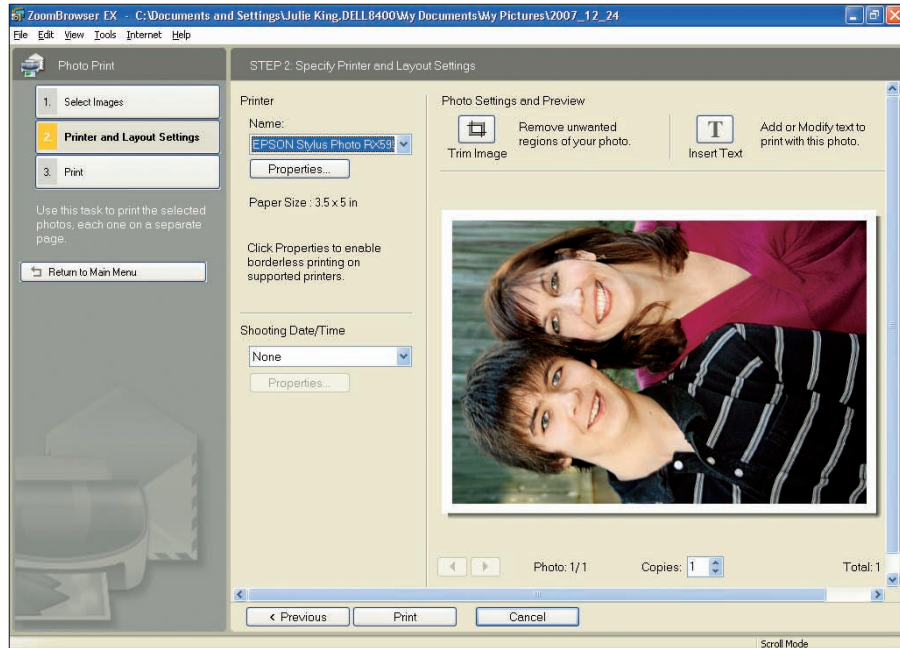 ZoomBrowser EX - C:\Documents and Settings\Julie King.DELL8400\My Documents\My Pictures\2007_12_24
File Edit View Tools Internet Help
Photo Print
1. Select Images
2. Printer and Layout Settings
3. Print
Use this task to print the selected
photos, each one on a separate
page.
Return to Main Menu
STEP 2: Specify Printer and Layout Settings
Printer
Name:
EPSON Stylus Photo RX59
Properties...
Paper Size : 3.5 x 5 in
Click Properties to enable
borderless printing on
supported printers.
Shooting Date/Time
None
Properties...
Photo Settings and Preview
Trim Image
Remove unwanted
regions of your photo.
T
Insert Text
Add or Modify text to
print with this photo.
Photo: 1/1 Copies: 1 Total: 1
< Previous Print Cancel
Scroll Mode